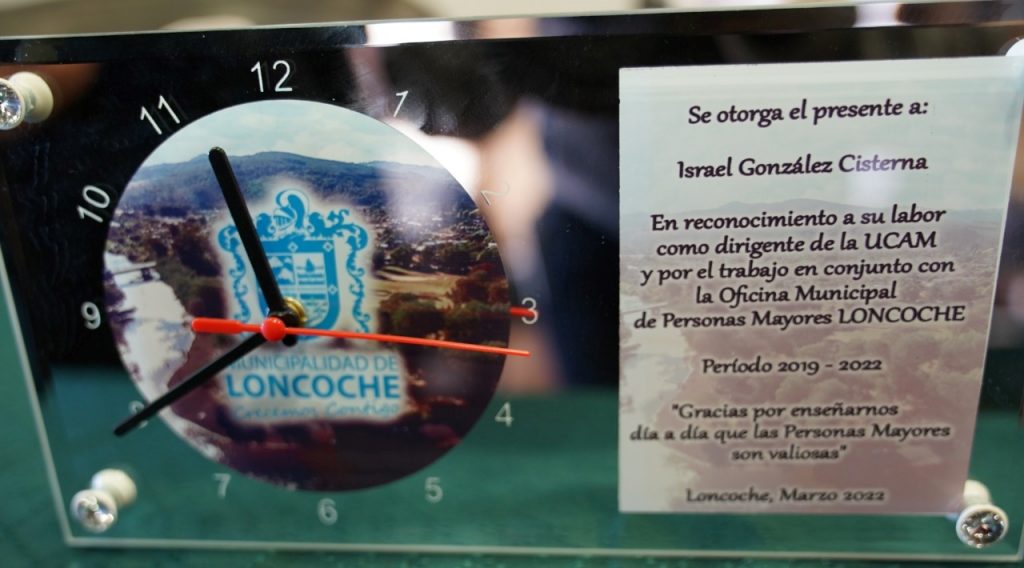 12
1
2
3
4
5
6
7
8
9
10
11
MUNICIPALIDAD DE
LONCOCHE
Crecemos Contigo
Se otorga el presente a:
Israel González Cisterna
En reconocimiento a su labor
como dirigente de la UCAM
y por el trabajo en conjunto con
la Oficina Municipal
de Personas Mayores LONCOCHE
Período 2019 - 2022
"Gracias por enseñarnos
día a día que las Personas Mayores
son valiosas"
Loncoche, Marzo 2022